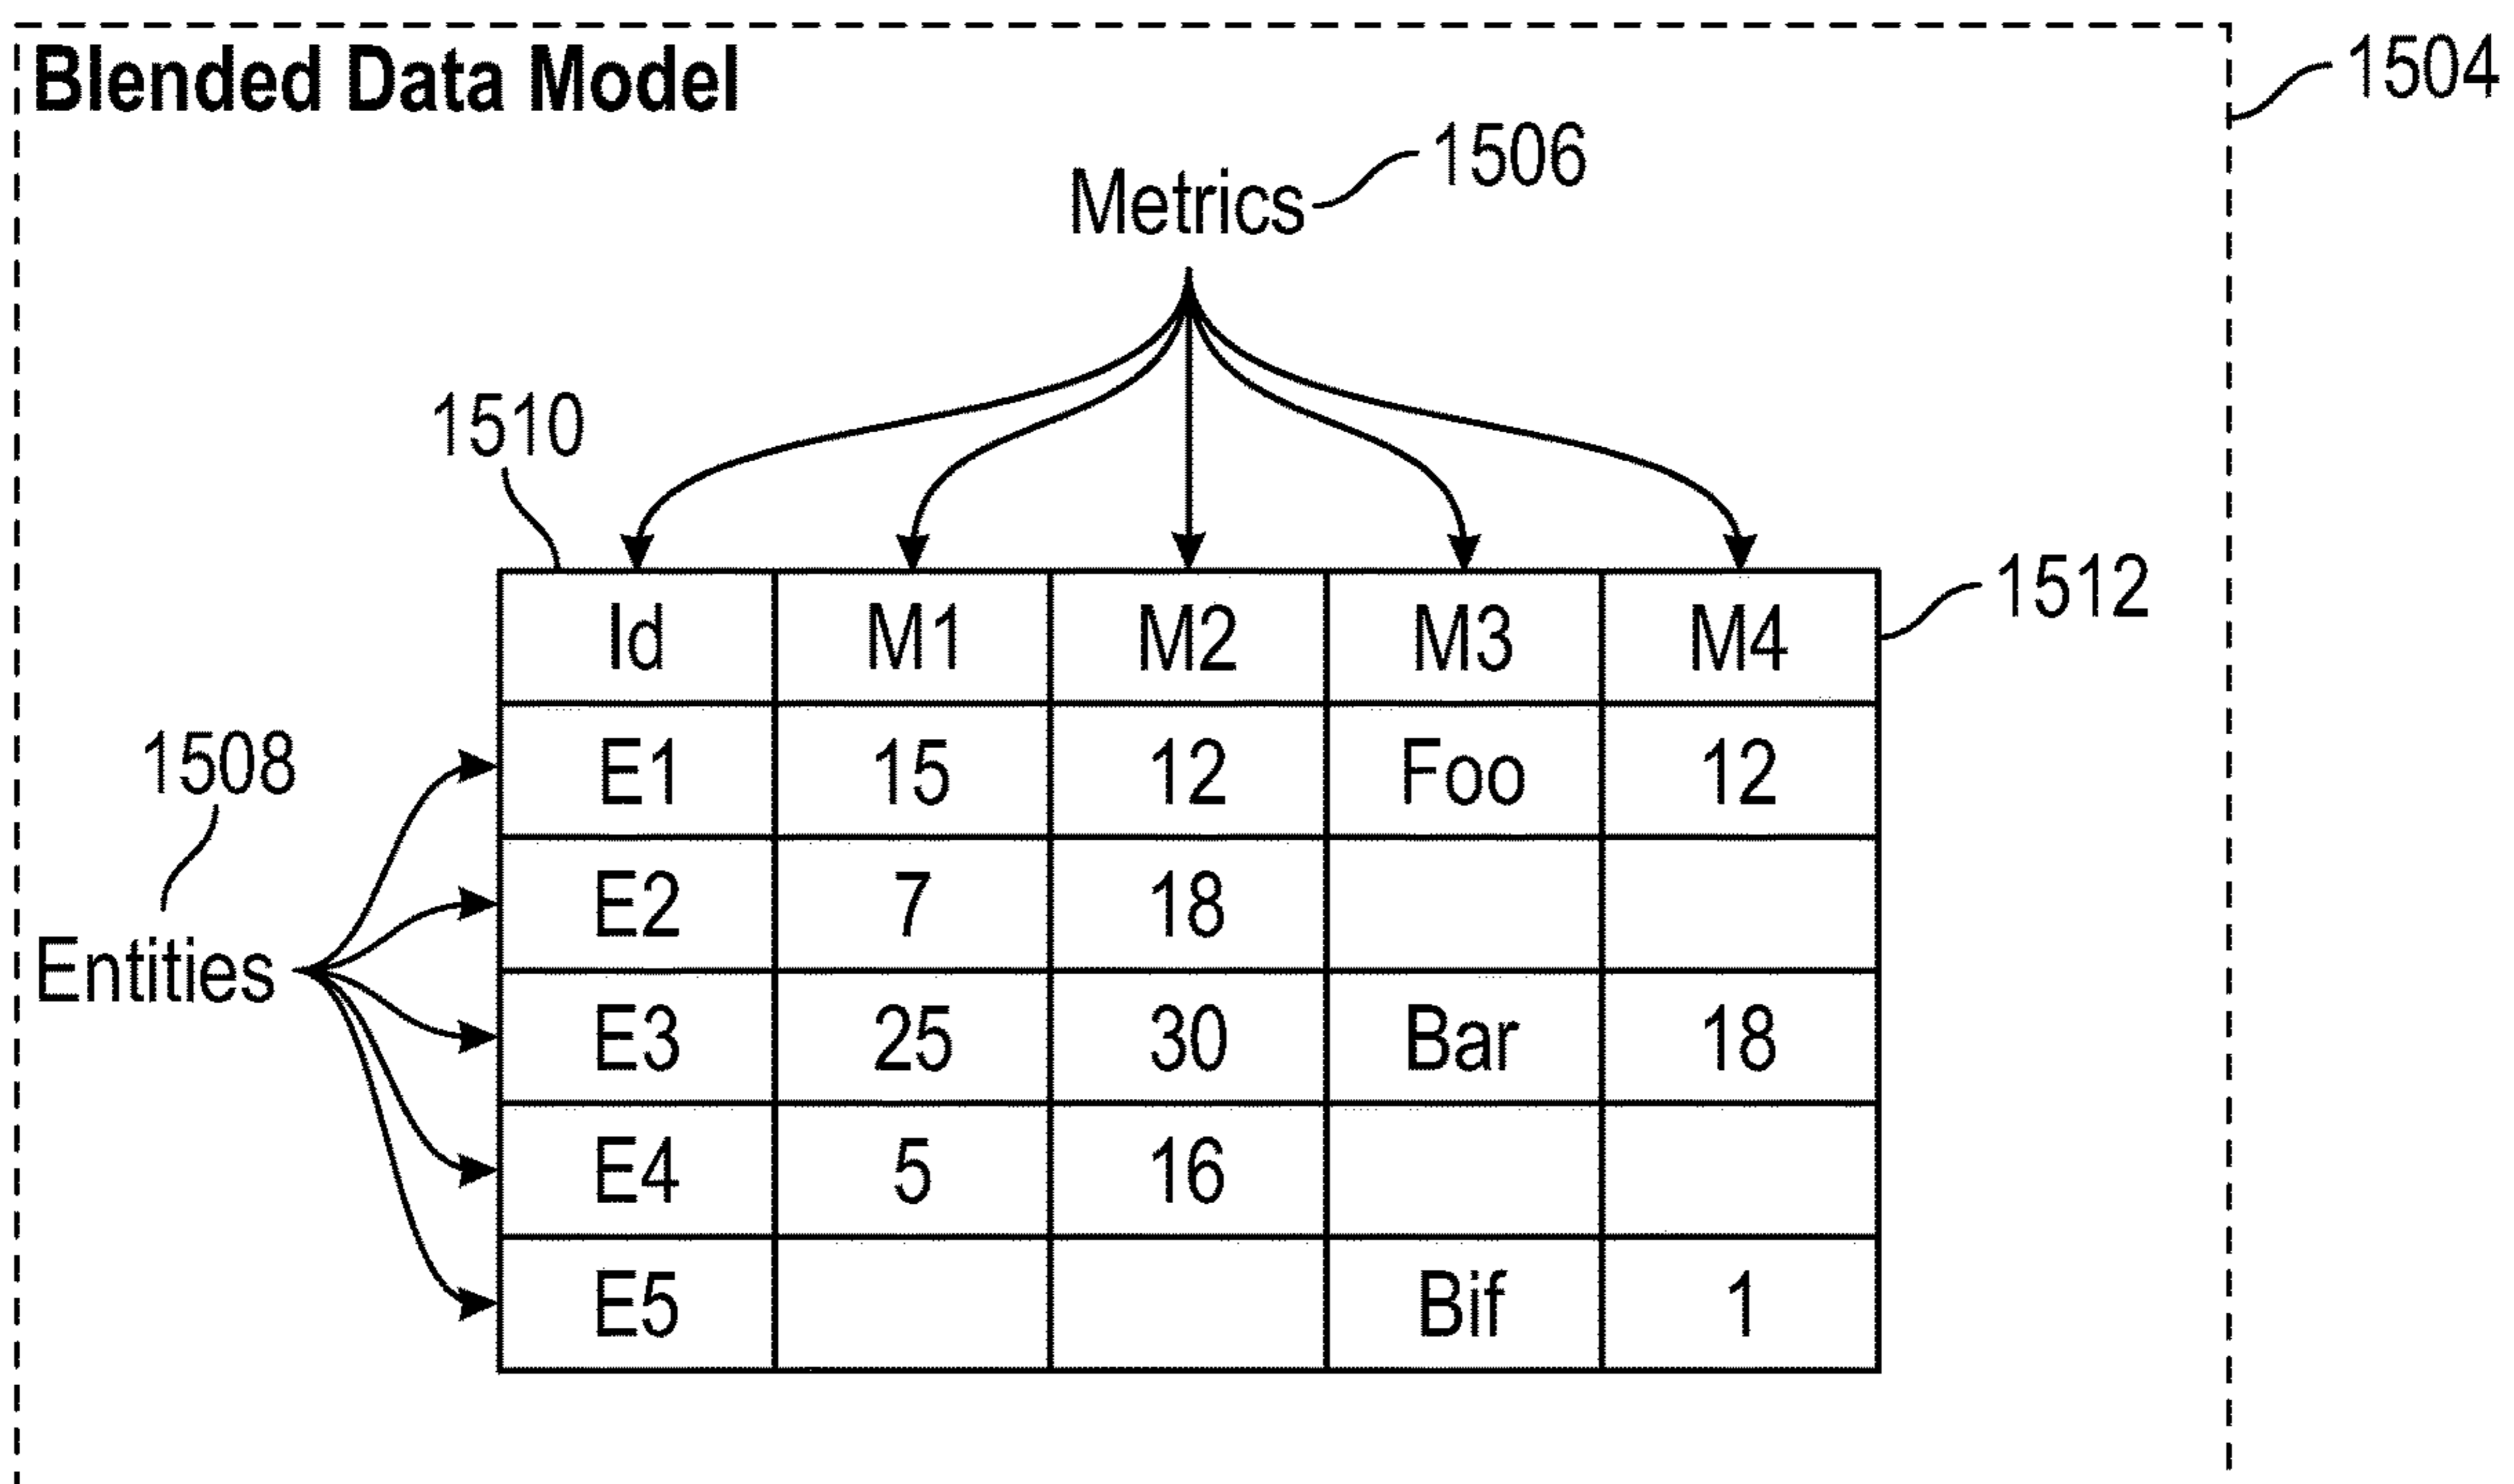 Blended Data Model
1504
1506
Metrics
1510
1512
Id M1 M2 M3 M4
1508
E1 15 12 Foo 12
E2 7 18
Entities
E3 25 30 Bar 18
E4 5 16
E5 Bif 1